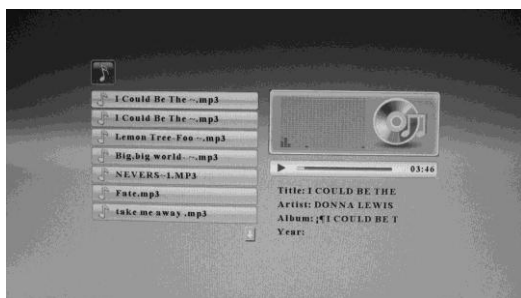 I Could Be The ~.mp3
I Could Be The ~.mp3
Lemon Tree-Foo ~.mp3
Big,big world- ~.mp3
NEVERS~1.MP3
Fate.mp3
take me away .mp3
03:46
Title: I COULD BE THE
Artist: DONNA LEWIS
Album: ¡¶I COULD BE T
Year: